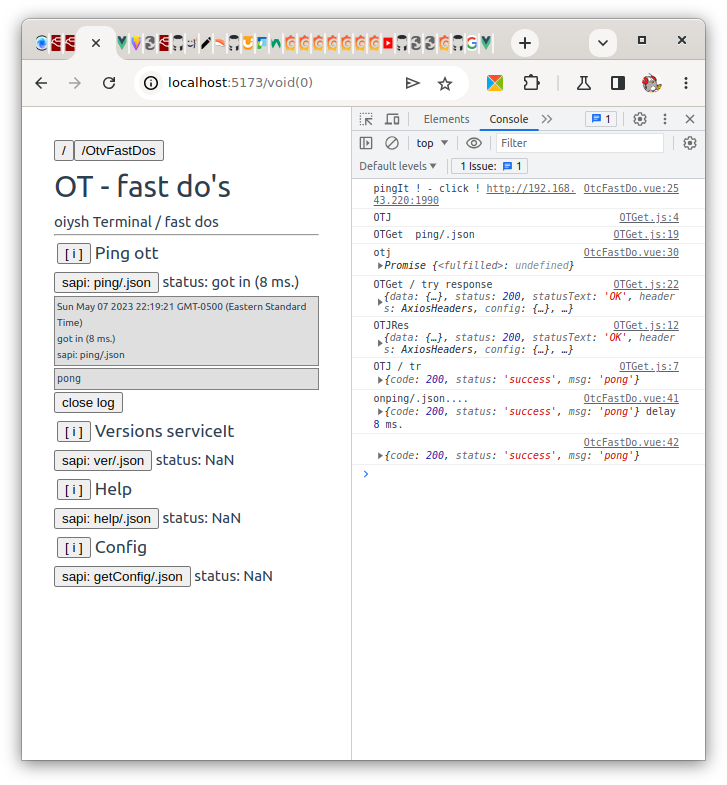 localhost:5173/void(0)
/ /OtvFastDos
OT - fast do's
oiysh Terminal / fast dos
[ i ] Ping ott
sapi: ping/.json status: got in (8 ms.)
Sun May 07 2023 22:19:21 GMT-0500 (Eastern Standard
Time)
got in (8 ms.)
sapi: ping/.json
pong
close log
[ i ] Versions serviceIt
sapi: ver/.json status: NaN
[ i ] Help
sapi: help/.json status: NaN
[ i ] Config
sapi: getConfig/.json status: NaN
Elements Console 1
top Filter
Default levels 1 Issue: 1
pingIt ! - click ! http://192.168. OtcFastDo.vue:25
43.220:1990
OTJ OTGet.js:4
OTGet ping/.json OTGet.js:19
otj OtcFastDo.vue:30
Promise {<fulfilled>: undefined}
OTGet / try response OTGet.js:22
{data: {…}, status: 200, statusText: 'OK', header
s: AxiosHeaders, config: {…}, …}
OTJRes OTGet.js:12
{data: {…}, status: 200, statusText: 'OK', header
s: AxiosHeaders, config: {…}, …}
OTJ / tr OTGet.js:7
{code: 200, status: 'success', msg: 'pong'}
onping/.json.... OtcFastDo.vue:41
{code: 200, status: 'success', msg: 'pong'} delay
8 ms.
OtcFastDo.vue:42
{code: 200, status: 'success', msg: 'pong'}